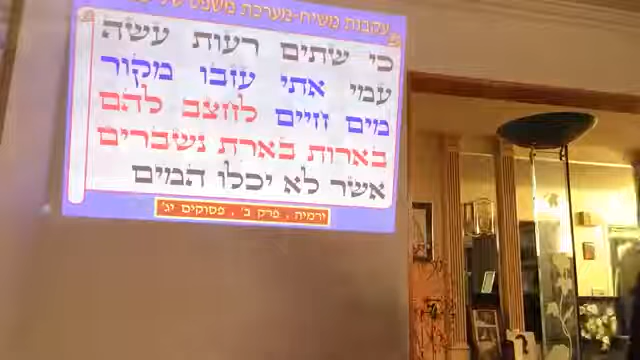 עקבות משיח-מערכת משפט של
כי שתים רעות עשה
עמי אתי עזבו מקור
מים חיים לחצב להם
בארות בארת נשברים
אשר לא יכלו המים
ירמיה . פרק ב' . פסוקים יג'